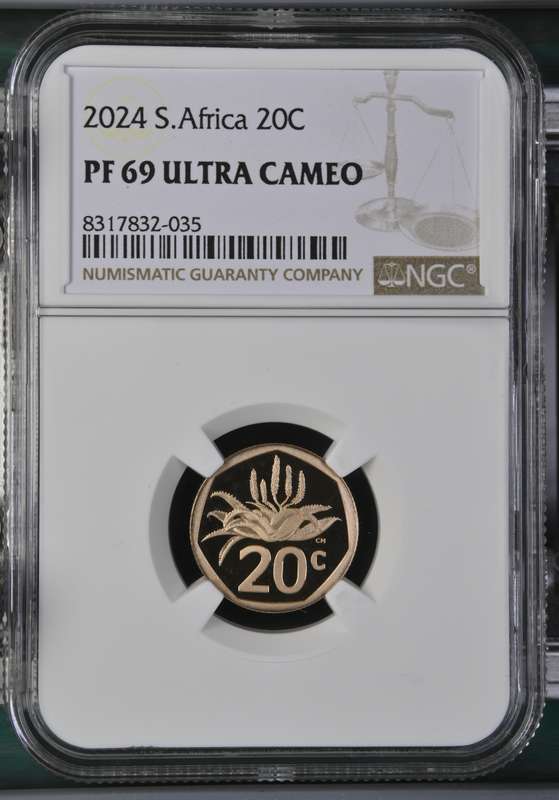 2024 S.Africa 20C
PF 69 ULTRA CAMEO
8317832-035
NUMISMATIC GUARANTY COMPANY
NGC®
CM
20c